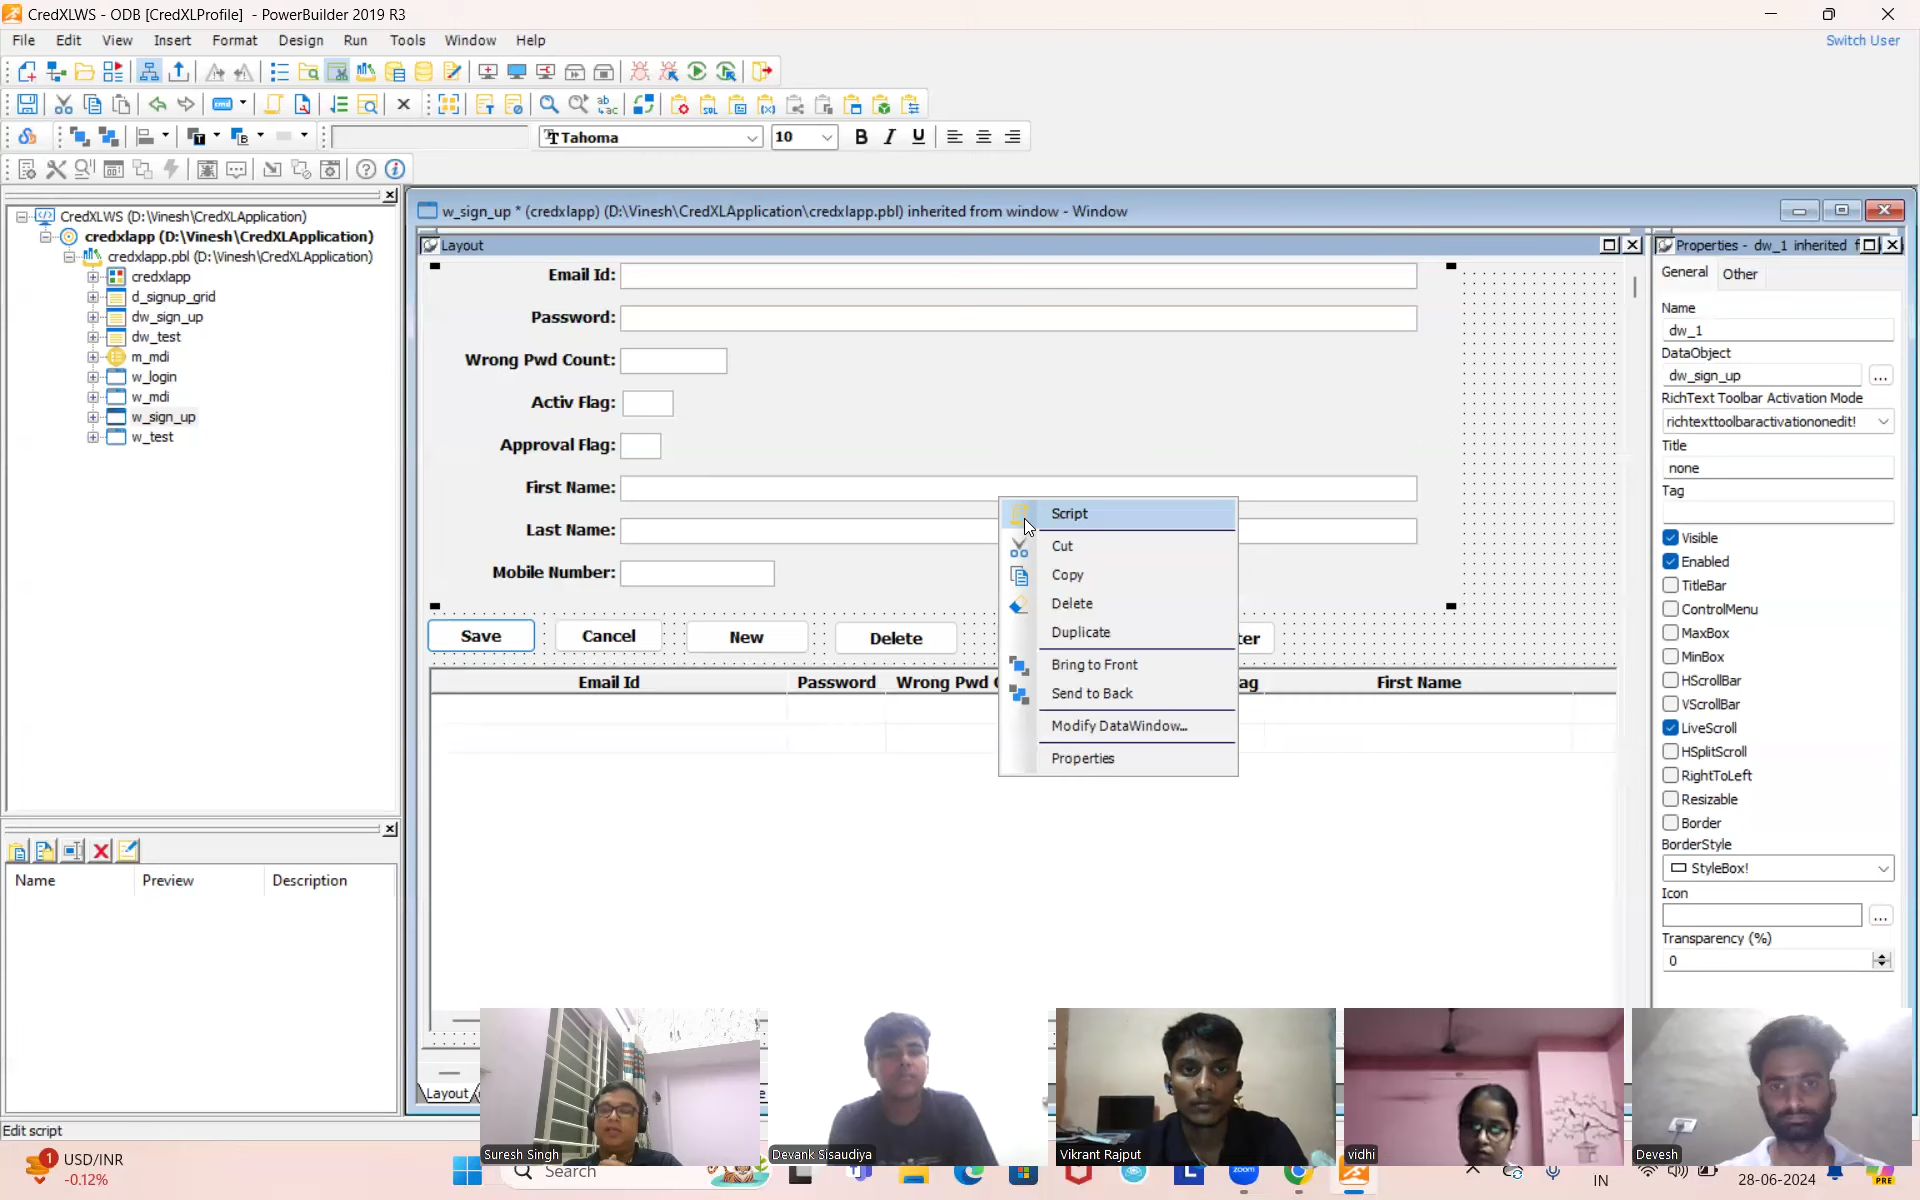 CredXLWS - ODB [CredXLProfile]  - PowerBuilder 2019 R3
File Edit View Insert Format Design Run Tools Window Help Switch User
Tahoma 10 B I U
CredXLWS (D:\Vinesh\CredXLApplication)
credxlapp (D:\Vinesh\CredXLApplication)
credxlapp.pbl (D:\Vinesh\CredXLApplication)
credxlapp
d_signup_grid
dw_sign_up
dw_test
m_mdi
w_login
w_mdi
w_sign_up
w_test
Name Preview Description
Edit script
w_sign_up * (credxlapp) (D:\Vinesh\CredXLApplication\credxlapp.pbl) inherited from window - Window
Layout
Email Id:
Password:
Wrong Pwd Count:
Activ Flag:
Approval Flag:
First Name:
Last Name:
Mobile Number:
Save Cancel New Delete ter
Email Id Password Wrong Pwd ag First Name
Script
Cut
Copy
Delete
Duplicate
Bring to Front
Send to Back
Modify DataWindow...
Properties
Layout
Properties - dw_1 inherited f
General Other
Name
dw_1
DataObject
dw_sign_up ...
RichText Toolbar Activation Mode
richtexttoolbaractivationonedit!
Title
none
Tag
Visible
Enabled
TitleBar
ControlMenu
MaxBox
MinBox
HScrollBar
VScrollBar
LiveScroll
HSplitScroll
RightToLeft
Resizable
Border
BorderStyle
StyleBox!
Icon
...
Transparency (%)
0
Suresh Singh Devank Sisaudiya Vikrant Rajput vidhi Devesh
1 USD/INR
-0.12%
Search
zoom
IN
28-06-2024
PRE